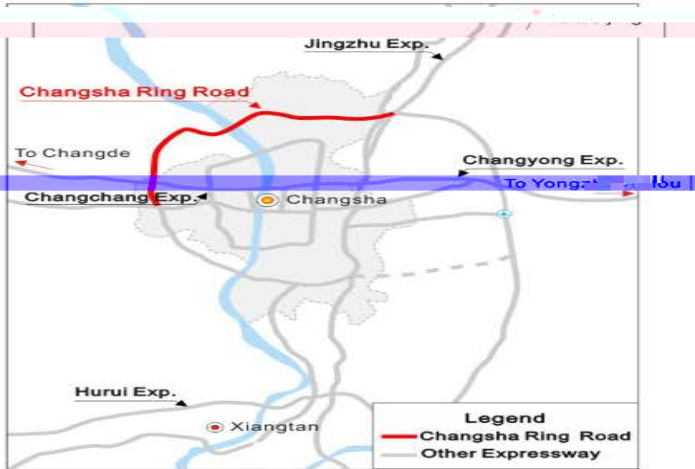 Jingzhu Exp.
Changsha Ring Road
To Changde
Changyong Exp.
Changchang Exp.
Changsha
Hurui Exp.
Xiangtan
Legend
Changsha Ring Road
Other Expressway